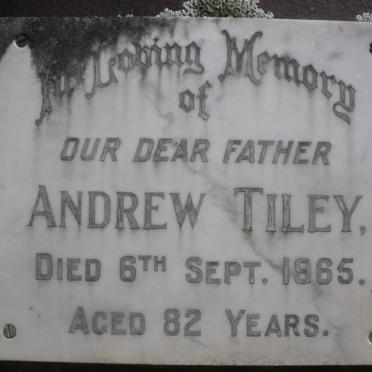 In Loving Memory
of
OUR DEAR FATHER
ANDREW TILEY,
DIED 6TH SEPT. 1965.
AGED 82 YEARS.